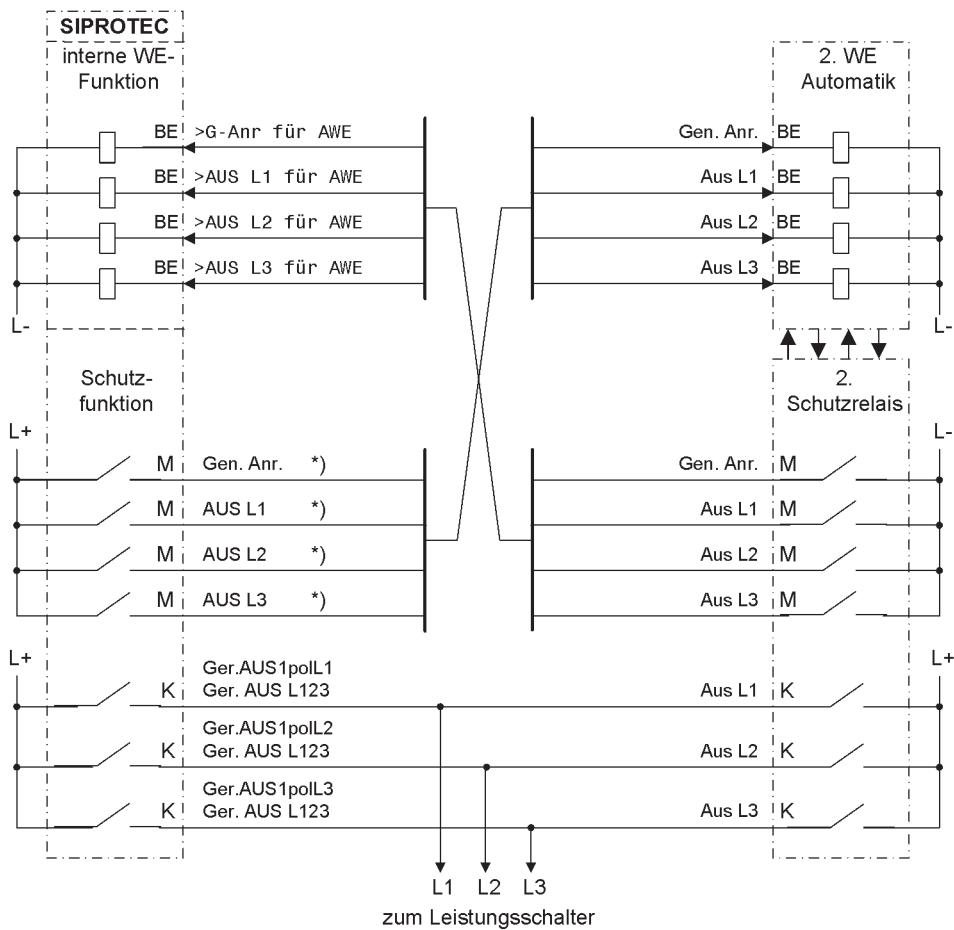 SIPROTEC
interne WE-
Funktion
2. WE
Automatik
BE >G-Anr für AWE
Gen. Anr. BE
BE >AUS L1 für AWE
Aus L1 BE
BE >AUS L2 für AWE
Aus L2 BE
BE >AUS L3 für AWE
Aus L3 BE
L-
L-
Schutz-
funktion
2.
Schutzrelais
L+
L-
M Gen. Anr. *)
Gen. Anr. M
M AUS L1 *)
Aus L1 M
M AUS L2 *)
Aus L2 M
M AUS L3 *)
Aus L3 M
L+
L+
Ger.AUS1polL1
K Ger. AUS L123
Aus L1 K
Ger.AUS1polL2
K Ger. AUS L123
Aus L2 K
Ger.AUS1polL3
K Ger. AUS L123
Aus L3 K
L1 L2 L3
zum Leistungsschalter